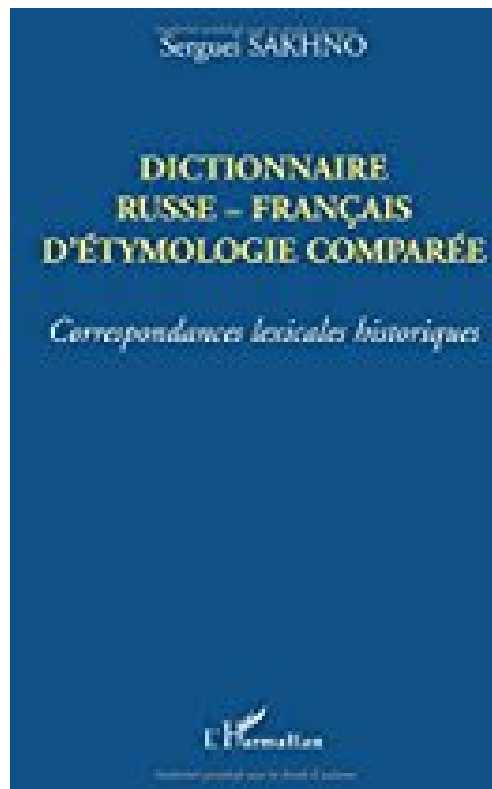 Serguei SAKHNO
DICTIONNAIRE
RUSSE – FRANÇAIS
D'ÉTYMOLOGIE COMPARÉE
Correspondances lexicales historiques
L'Harmattan